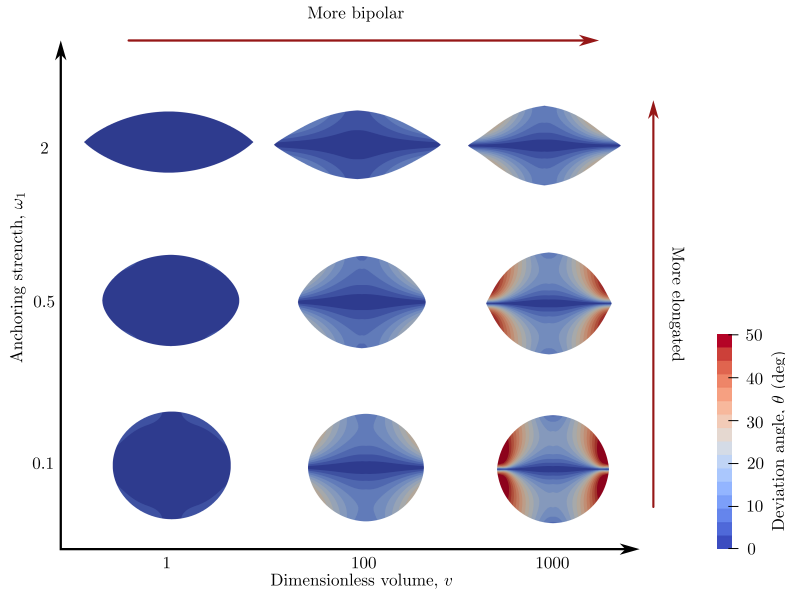 More bipolar
Anchoring strength, ω₁
2
0.5
0.1
More elongated
50
40
30
20
10
0
Deviation angle, θ (deg)
1
100
1000
Dimensionless volume, v